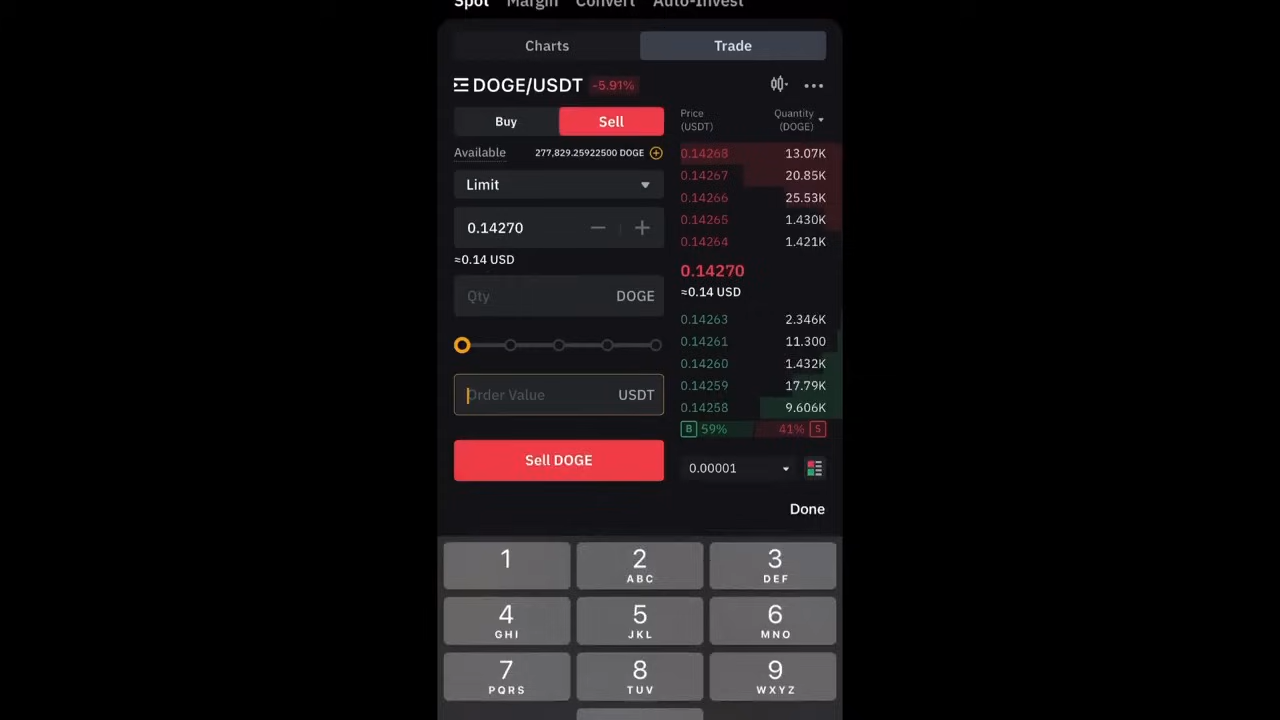 Spot Margin Convert Auto-Invest
Charts Trade
DOGE/USDT -5.91%
Buy Sell
Available 277,829.25922500 DOGE
Limit
0.14270
≈0.14 USD
Qty DOGE
Order Value USDT
Sell DOGE
Price Quantity
(USDT) (DOGE)
0.14268 13.07K
0.14267 20.85K
0.14266 25.53K
0.14265 1.430K
0.14264 1.421K
0.14270
≈0.14 USD
0.14263 2.346K
0.14261 11.300
0.14260 1.432K
0.14259 17.79K
0.14258 9.606K
B 59% 41% S
0.00001
Done
1 2 3
ABC DEF
4 5 6
GHI JKL MNO
7 8 9
PQRS TUV WXYZ